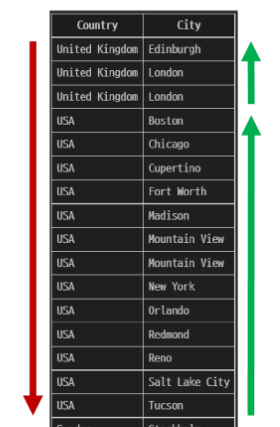 Country City
United Kingdom Edinburgh
United Kingdom London
United Kingdom London
USA Boston
USA Chicago
USA Cupertino
USA Fort Worth
USA Madison
USA Mountain View
USA Mountain View
USA New York
USA Orlando
USA Redmond
USA Reno
USA Salt Lake City
USA Tucson